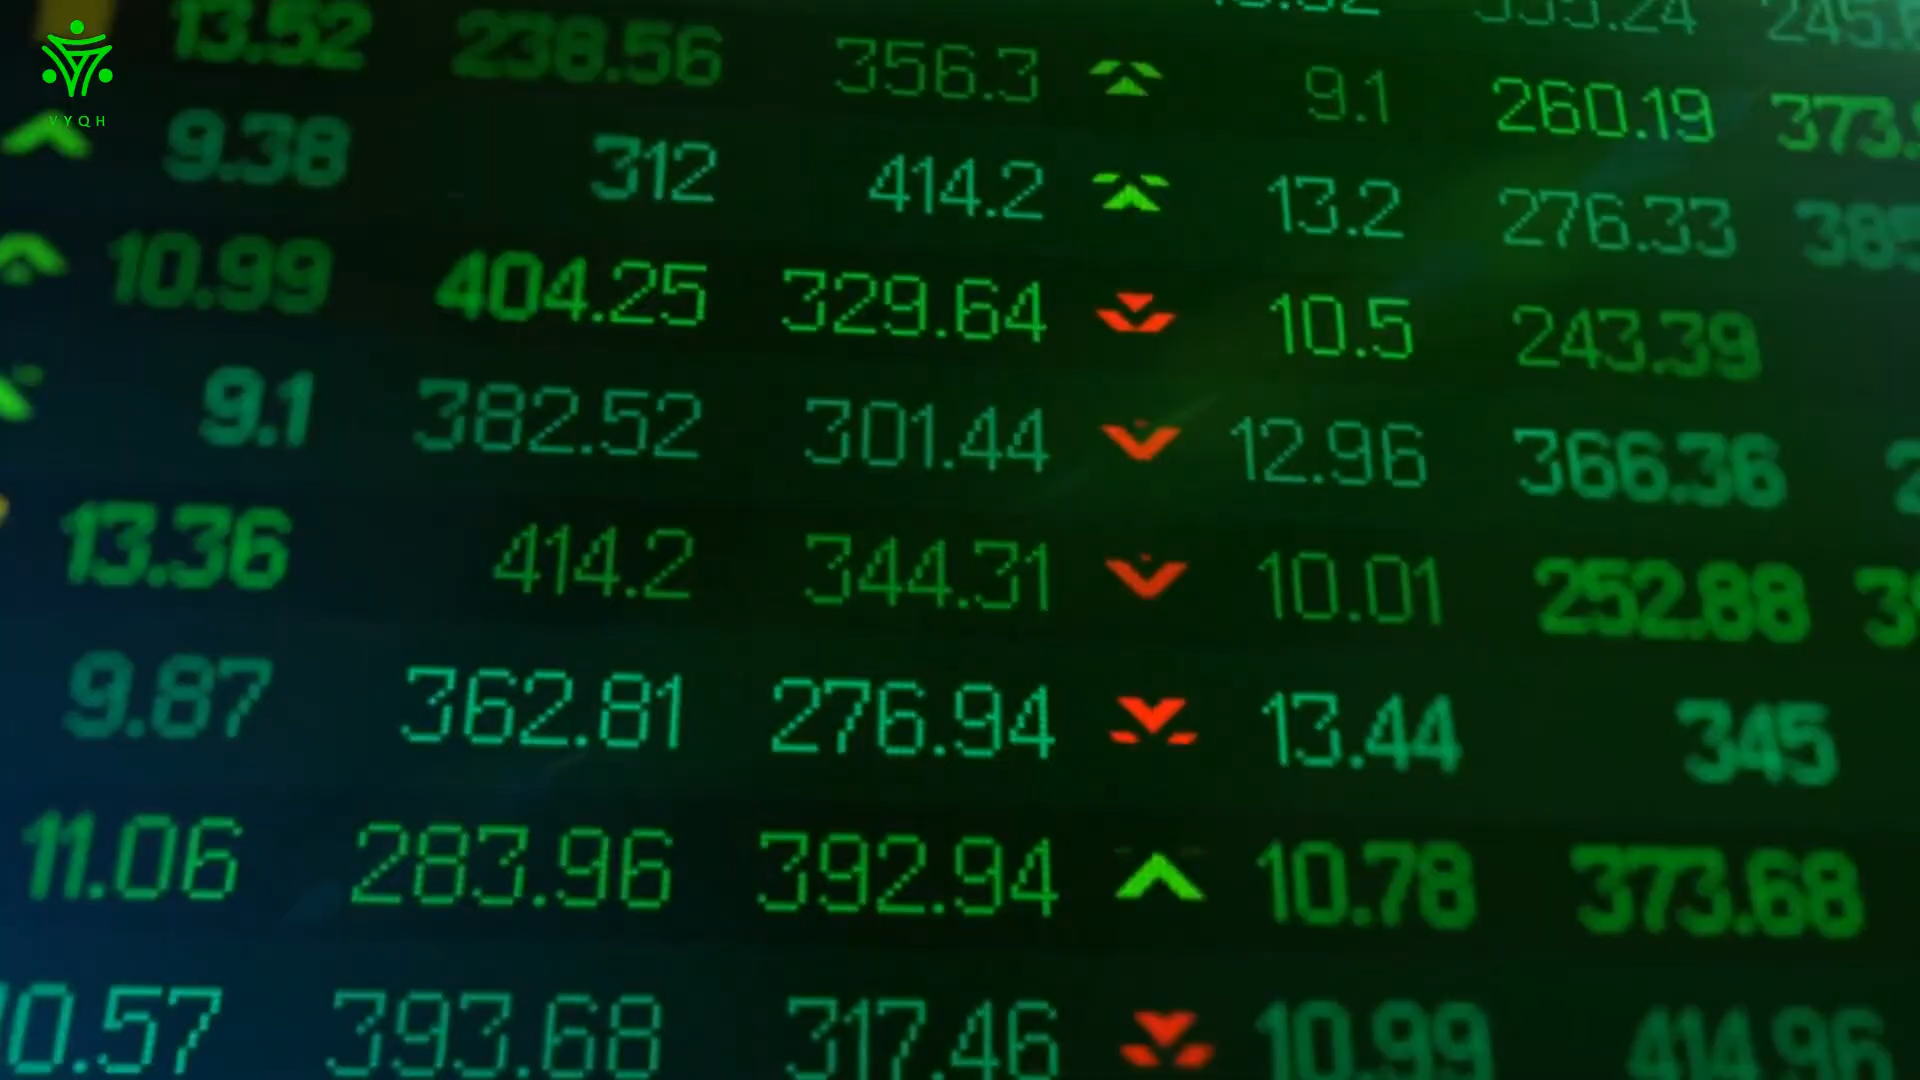 VYQH
13.52 238.56 356.3 9.1 260.19
9.38 312 414.2 13.2 276.33
10.99 404.25 329.64 10.5 243.39
9.1 382.52 301.44 12.96 366.36
13.36 414.2 344.31 10.01 252.88
9.87 362.81 276.94 13.44 345
11.06 283.96 392.94 10.78 373.68
393.68 317.46 10.99 414.96